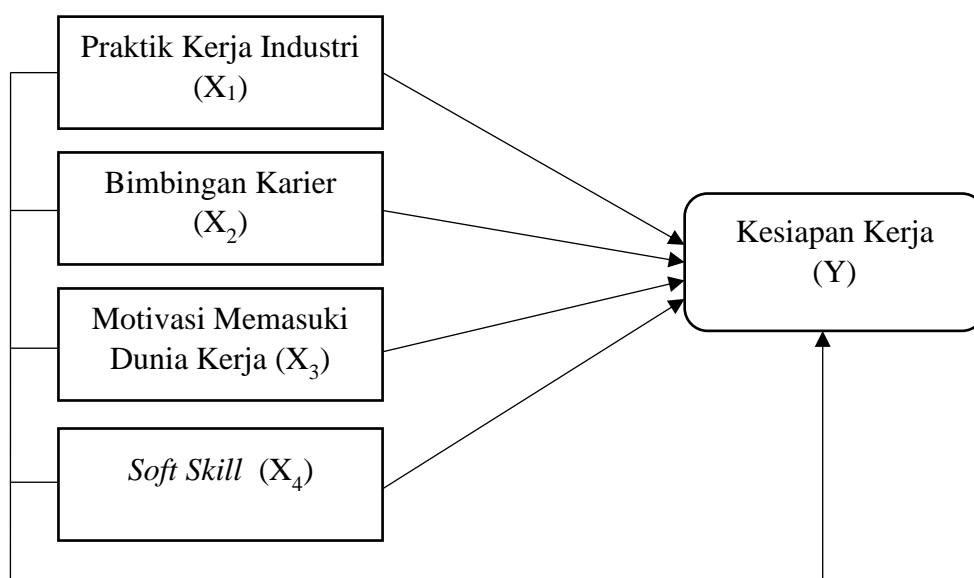 Praktik Kerja Industri
(X₁)
Bimbingan Karier
(X₂)
Motivasi Memasuki
Dunia Kerja (X₃)
Soft Skill (X₄)
Kesiapan Kerja
(Y)